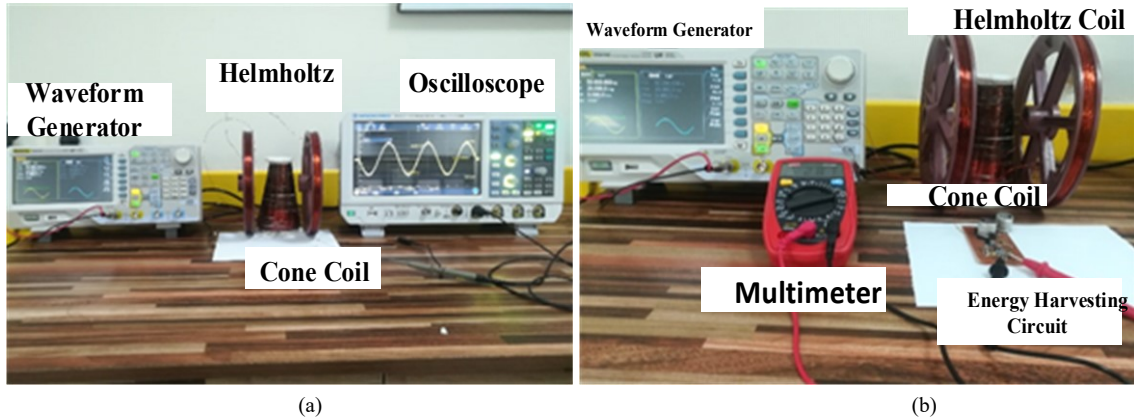 Waveform
Generator
Helmholtz
Oscilloscope
Cone Coil
(a)
Waveform Generator
Helmholtz Coil
Cone Coil
Multimeter
Energy Harvesting
Circuit
(b)